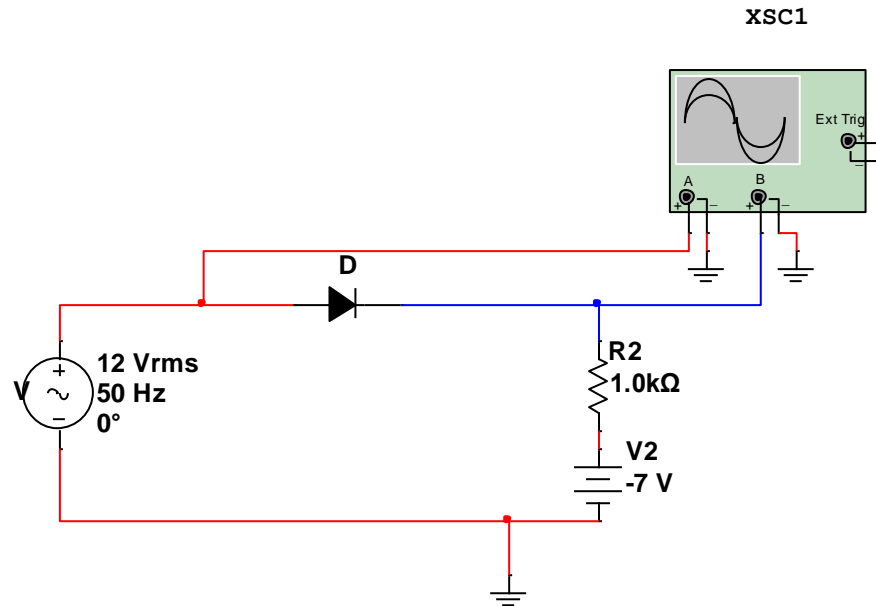 XSC1
Ext Trig
+
–
A
B
+ –
+ –
D
V
+
–
12 Vrms
50 Hz
0°
R2
1.0kΩ
V2
-7 V